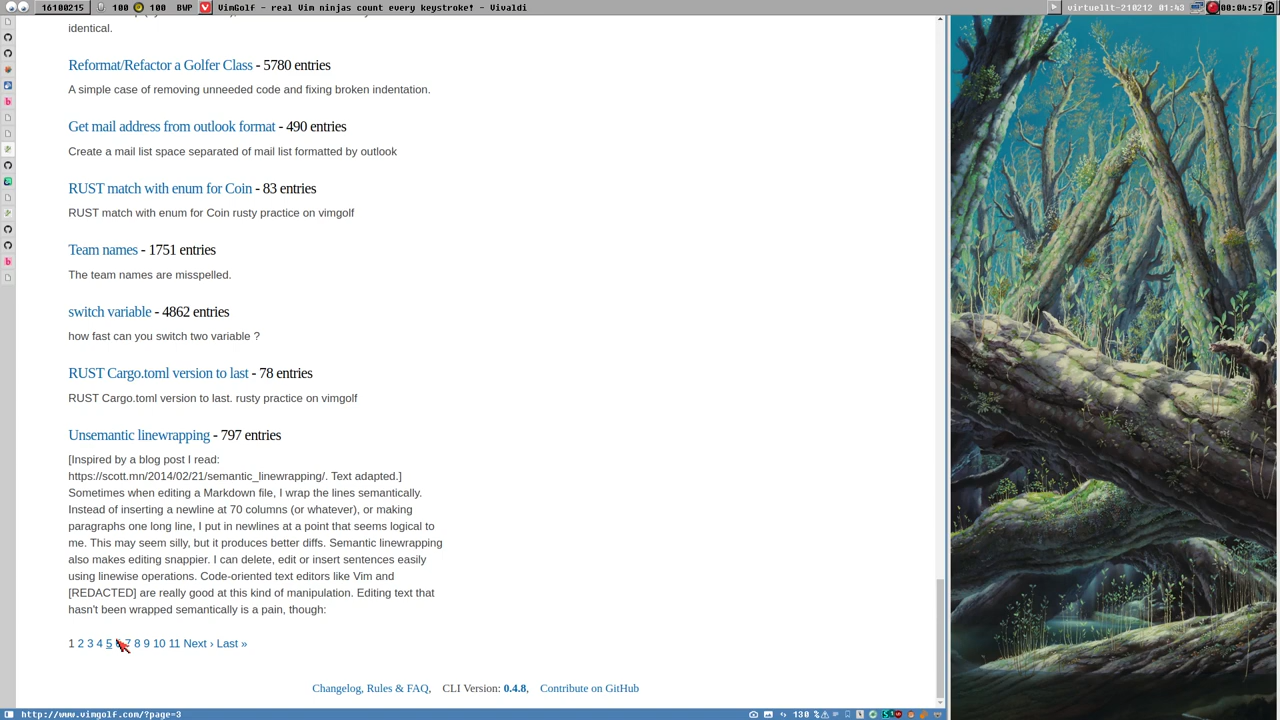 16100215 100 100 BWP VimGolf - real Vim ninjas count every keystroke! - Vivaldi virtuellt-210212 01:43 00:04:57
identical.
Reformat/Refactor a Golfer Class - 5780 entries
A simple case of removing unneeded code and fixing broken indentation.
Get mail address from outlook format - 490 entries
Create a mail list space separated of mail list formatted by outlook
RUST match with enum for Coin - 83 entries
RUST match with enum for Coin rusty practice on vimgolf
Team names - 1751 entries
The team names are misspelled.
switch variable - 4862 entries
how fast can you switch two variable ?
RUST Cargo.toml version to last - 78 entries
RUST Cargo.toml version to last. rusty practice on vimgolf
Unsemantic linewrapping - 797 entries
[Inspired by a blog post I read:
https://scott.mn/2014/02/21/semantic_linewrapping/. Text adapted.]
Sometimes when editing a Markdown file, I wrap the lines semantically.
Instead of inserting a newline at 70 columns (or whatever), or making
paragraphs one long line, I put in newlines at a point that seems logical to
me. This may seem silly, but it produces better diffs. Semantic linewrapping
also makes editing snappier. I can delete, edit or insert sentences easily
using linewise operations. Code-oriented text editors like Vim and
[REDACTED] are really good at this kind of manipulation. Editing text that
hasn't been wrapped semantically is a pain, though:
1 2 3 4 5 7 8 9 10 11 Next › Last »
Changelog, Rules & FAQ, CLI Version: 0.4.8, Contribute on GitHub
http://www.vimgolf.com/?page=3 130 %